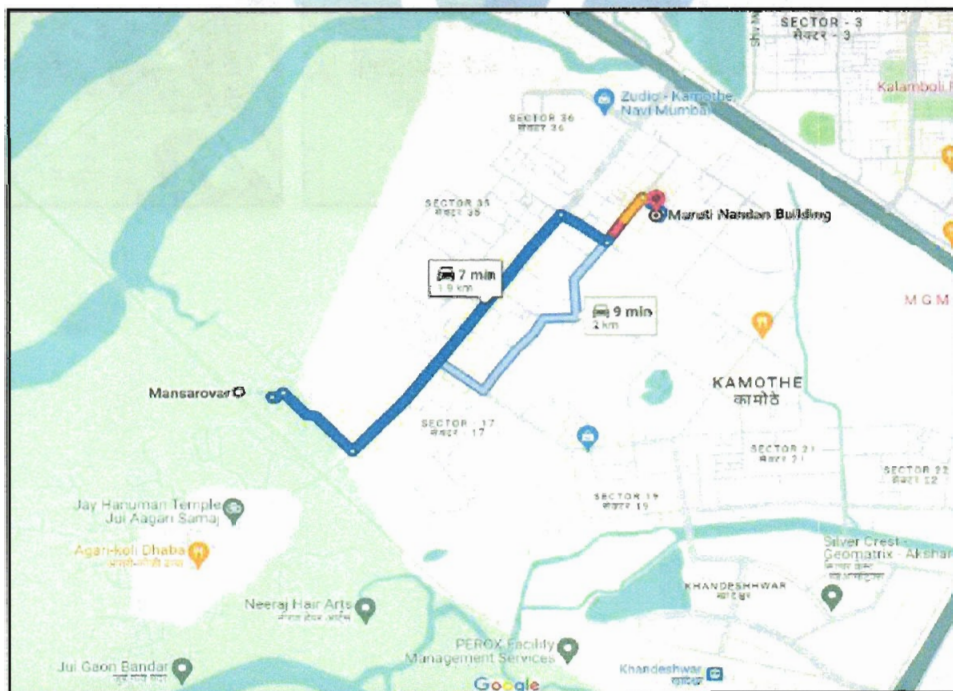 SECTOR - 3
सेक्टर - 3
Kalamboli
Zudio - Kamothe,
Navi Mumbai
SECTOR 36
सेक्टर 36
SECTOR 35
सेक्टर 35
Maruti Nandan Building
7 min
1.9 km
9 min
2 km
M G M
Mansarovar
KAMOTHE
कामोठे
SECTOR - 17
सेक्टर - 17
SECTOR 21
सेक्टर 21
SECTOR 22
SECTOR 19
सेक्टर 19
Jay Hanuman Temple
Jui Aagari Samaj
Agari-koli Dhaba
Silver Crest -
Geomatrix - Akshar
KHANDESHHWAR
Neeraj Hair Arts
PEROX Facility
Management Services
Jui Gaon Bandar
Khandeshwar
Google